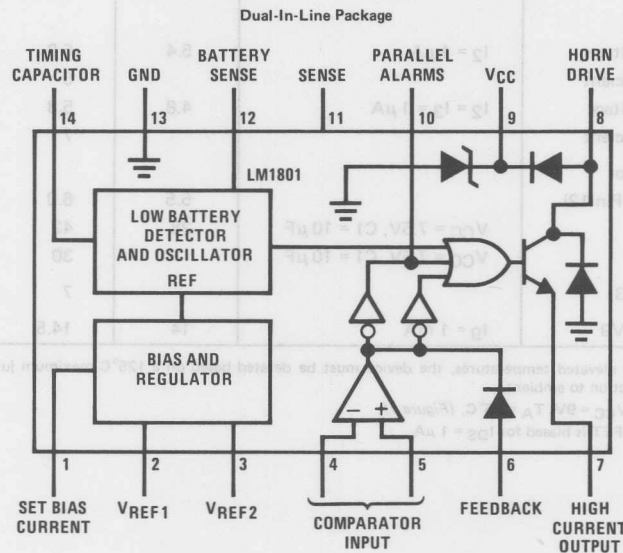 Dual-In-Line Package
TIMING
CAPACITOR
GND
BATTERY
SENSE
SENSE
PARALLEL
ALARMS
VCC
HORN
DRIVE
14
13
12
11
10
9
8
LM1801
LOW BATTERY
DETECTOR
AND OSCILLATOR
REF
BIAS AND
REGULATOR
−
+
1
2
3
4
5
6
7
SET BIAS
CURRENT
VREF1
VREF2
COMPARATOR
INPUT
FEEDBACK
HIGH
CURRENT
OUTPUT